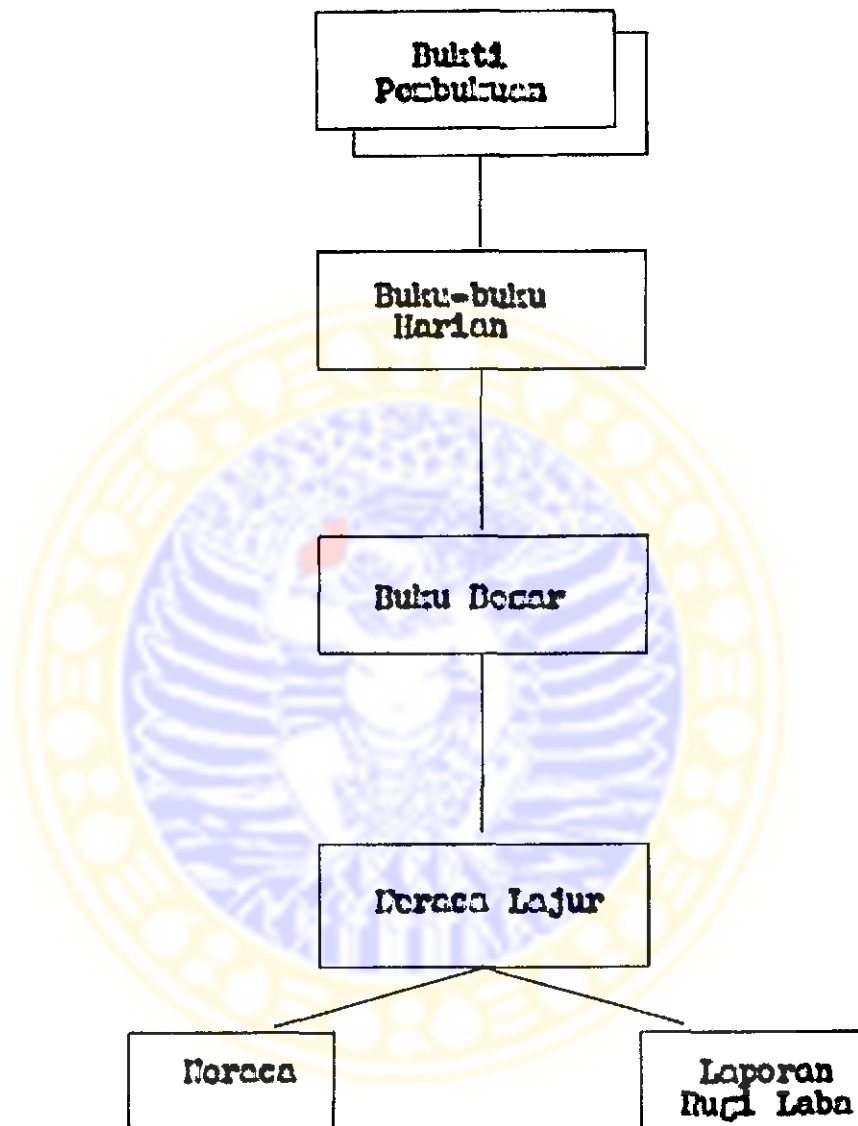 Bukti
Pembukuan
Buku-buku
Harian
Buku Besar
Neraca Lajur
Neraca
Laporan
Rugi Laba